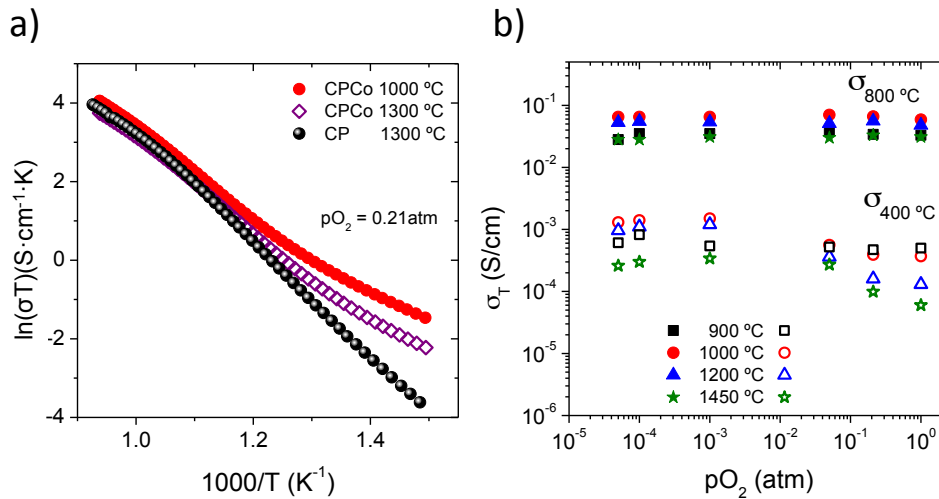 a)
ln(σT)(S·cm⁻¹·K)
4
2
0
-2
-4
CPCo 1000 ºC
CPCo 1300 ºC
CP 1300 ºC
pO₂ = 0.21atm
1.0 1.2 1.4
1000/T (K⁻¹)
b)
σ_T (S/cm)
10⁻¹
10⁻²
10⁻³
10⁻⁴
10⁻⁵
10⁻⁶
σ₈₀₀ ºC
σ₄₀₀ ºC
900 ºC
1000 ºC
1200 ºC
1450 ºC
10⁻⁵ 10⁻⁴ 10⁻³ 10⁻² 10⁻¹ 10⁰
pO₂ (atm)